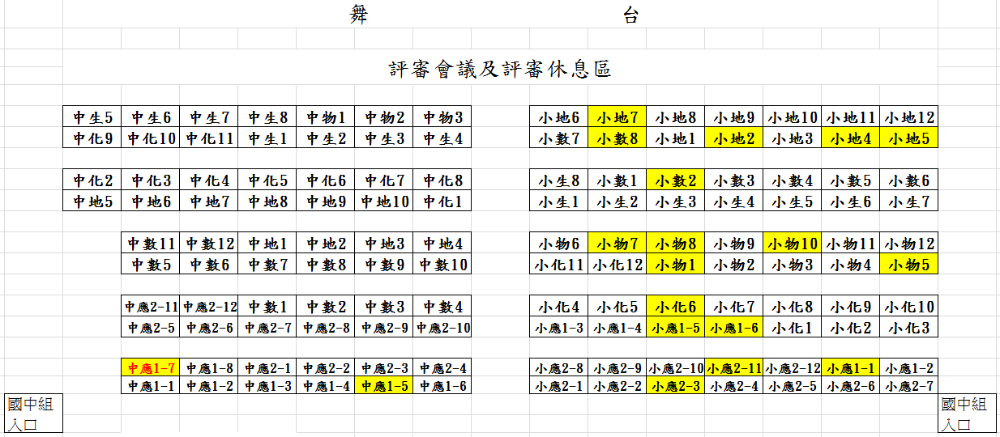 舞 台
評審會議及評審休息區
中生5 中生6 中生7 中生8 中物1 中物2 中物3 小地6 小地7 小地8 小地9 小地10 小地11 小地12
中化9 中化10 中化11 中生1 中生2 中生3 中生4 小數7 小數8 小地1 小地2 小地3 小地4 小地5
中化2 中化3 中化4 中化5 中化6 中化7 中化8 小生8 小數1 小數2 小數3 小數4 小數5 小數6
中地5 中地6 中地7 中地8 中地9 中地10 中化1 小生1 小生2 小生3 小生4 小生5 小生6 小生7
中數11 中數12 中地1 中地2 中地3 中地4 小物6 小物7 小物8 小物9 小物10 小物11 小物12
中數5 中數6 中數7 中數8 中數9 中數10 小化11 小化12 小物1 小物2 小物3 小物4 小物5
中應2-11 中應2-12 中數1 中數2 中數3 中數4 小化4 小化5 小化6 小化7 小化8 小化9 小化10
中應2-5 中應2-6 中應2-7 中應2-8 中應2-9 中應2-10 小應1-3 小應1-4 小應1-5 小應1-6 小化1 小化2 小化3
中應1-7 中應1-8 中應2-1 中應2-2 中應2-3 中應2-4 小應2-8 小應2-9 小應2-10 小應2-11 小應2-12 小應1-1 小應1-2
中應1-1 中應1-2 中應1-3 中應1-4 中應1-5 中應1-6 小應2-1 小應2-2 小應2-3 小應2-4 小應2-5 小應2-6 小應2-7
國中組 國中組
入口 入口